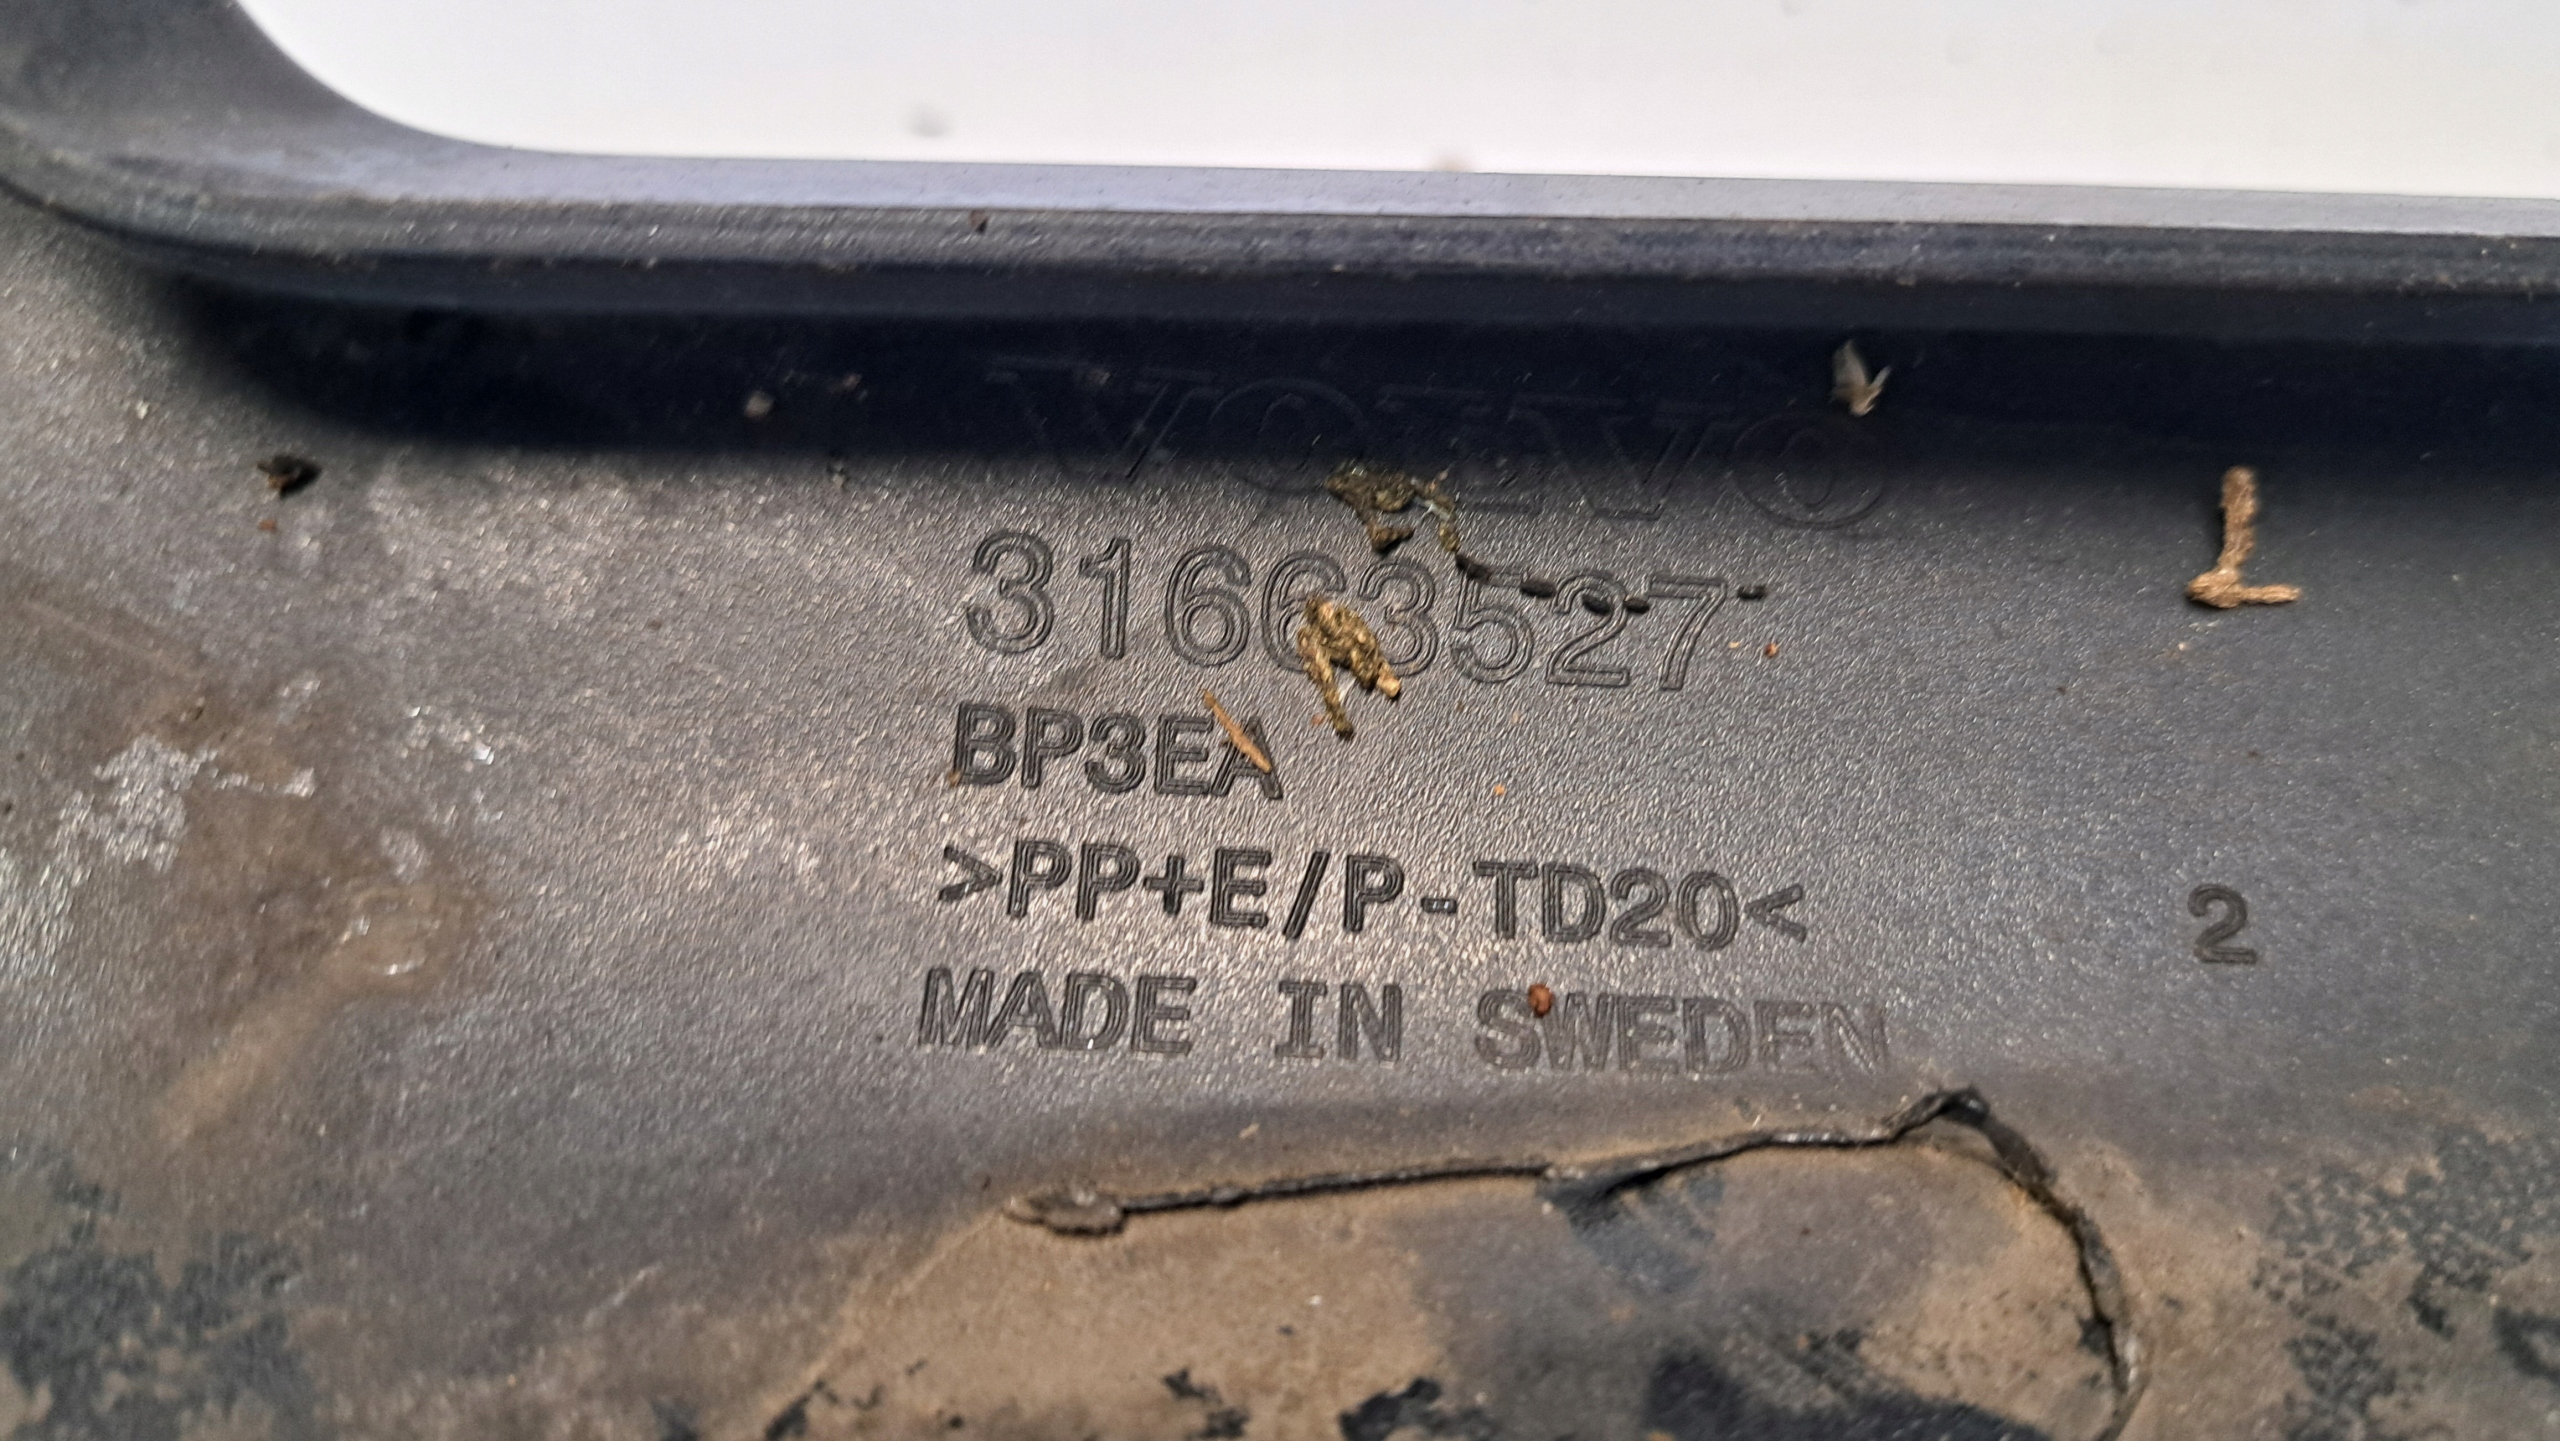 VOLVO
31663527
BP3EA
>PP+E/P-TD20<
2
MADE IN SWEDEN